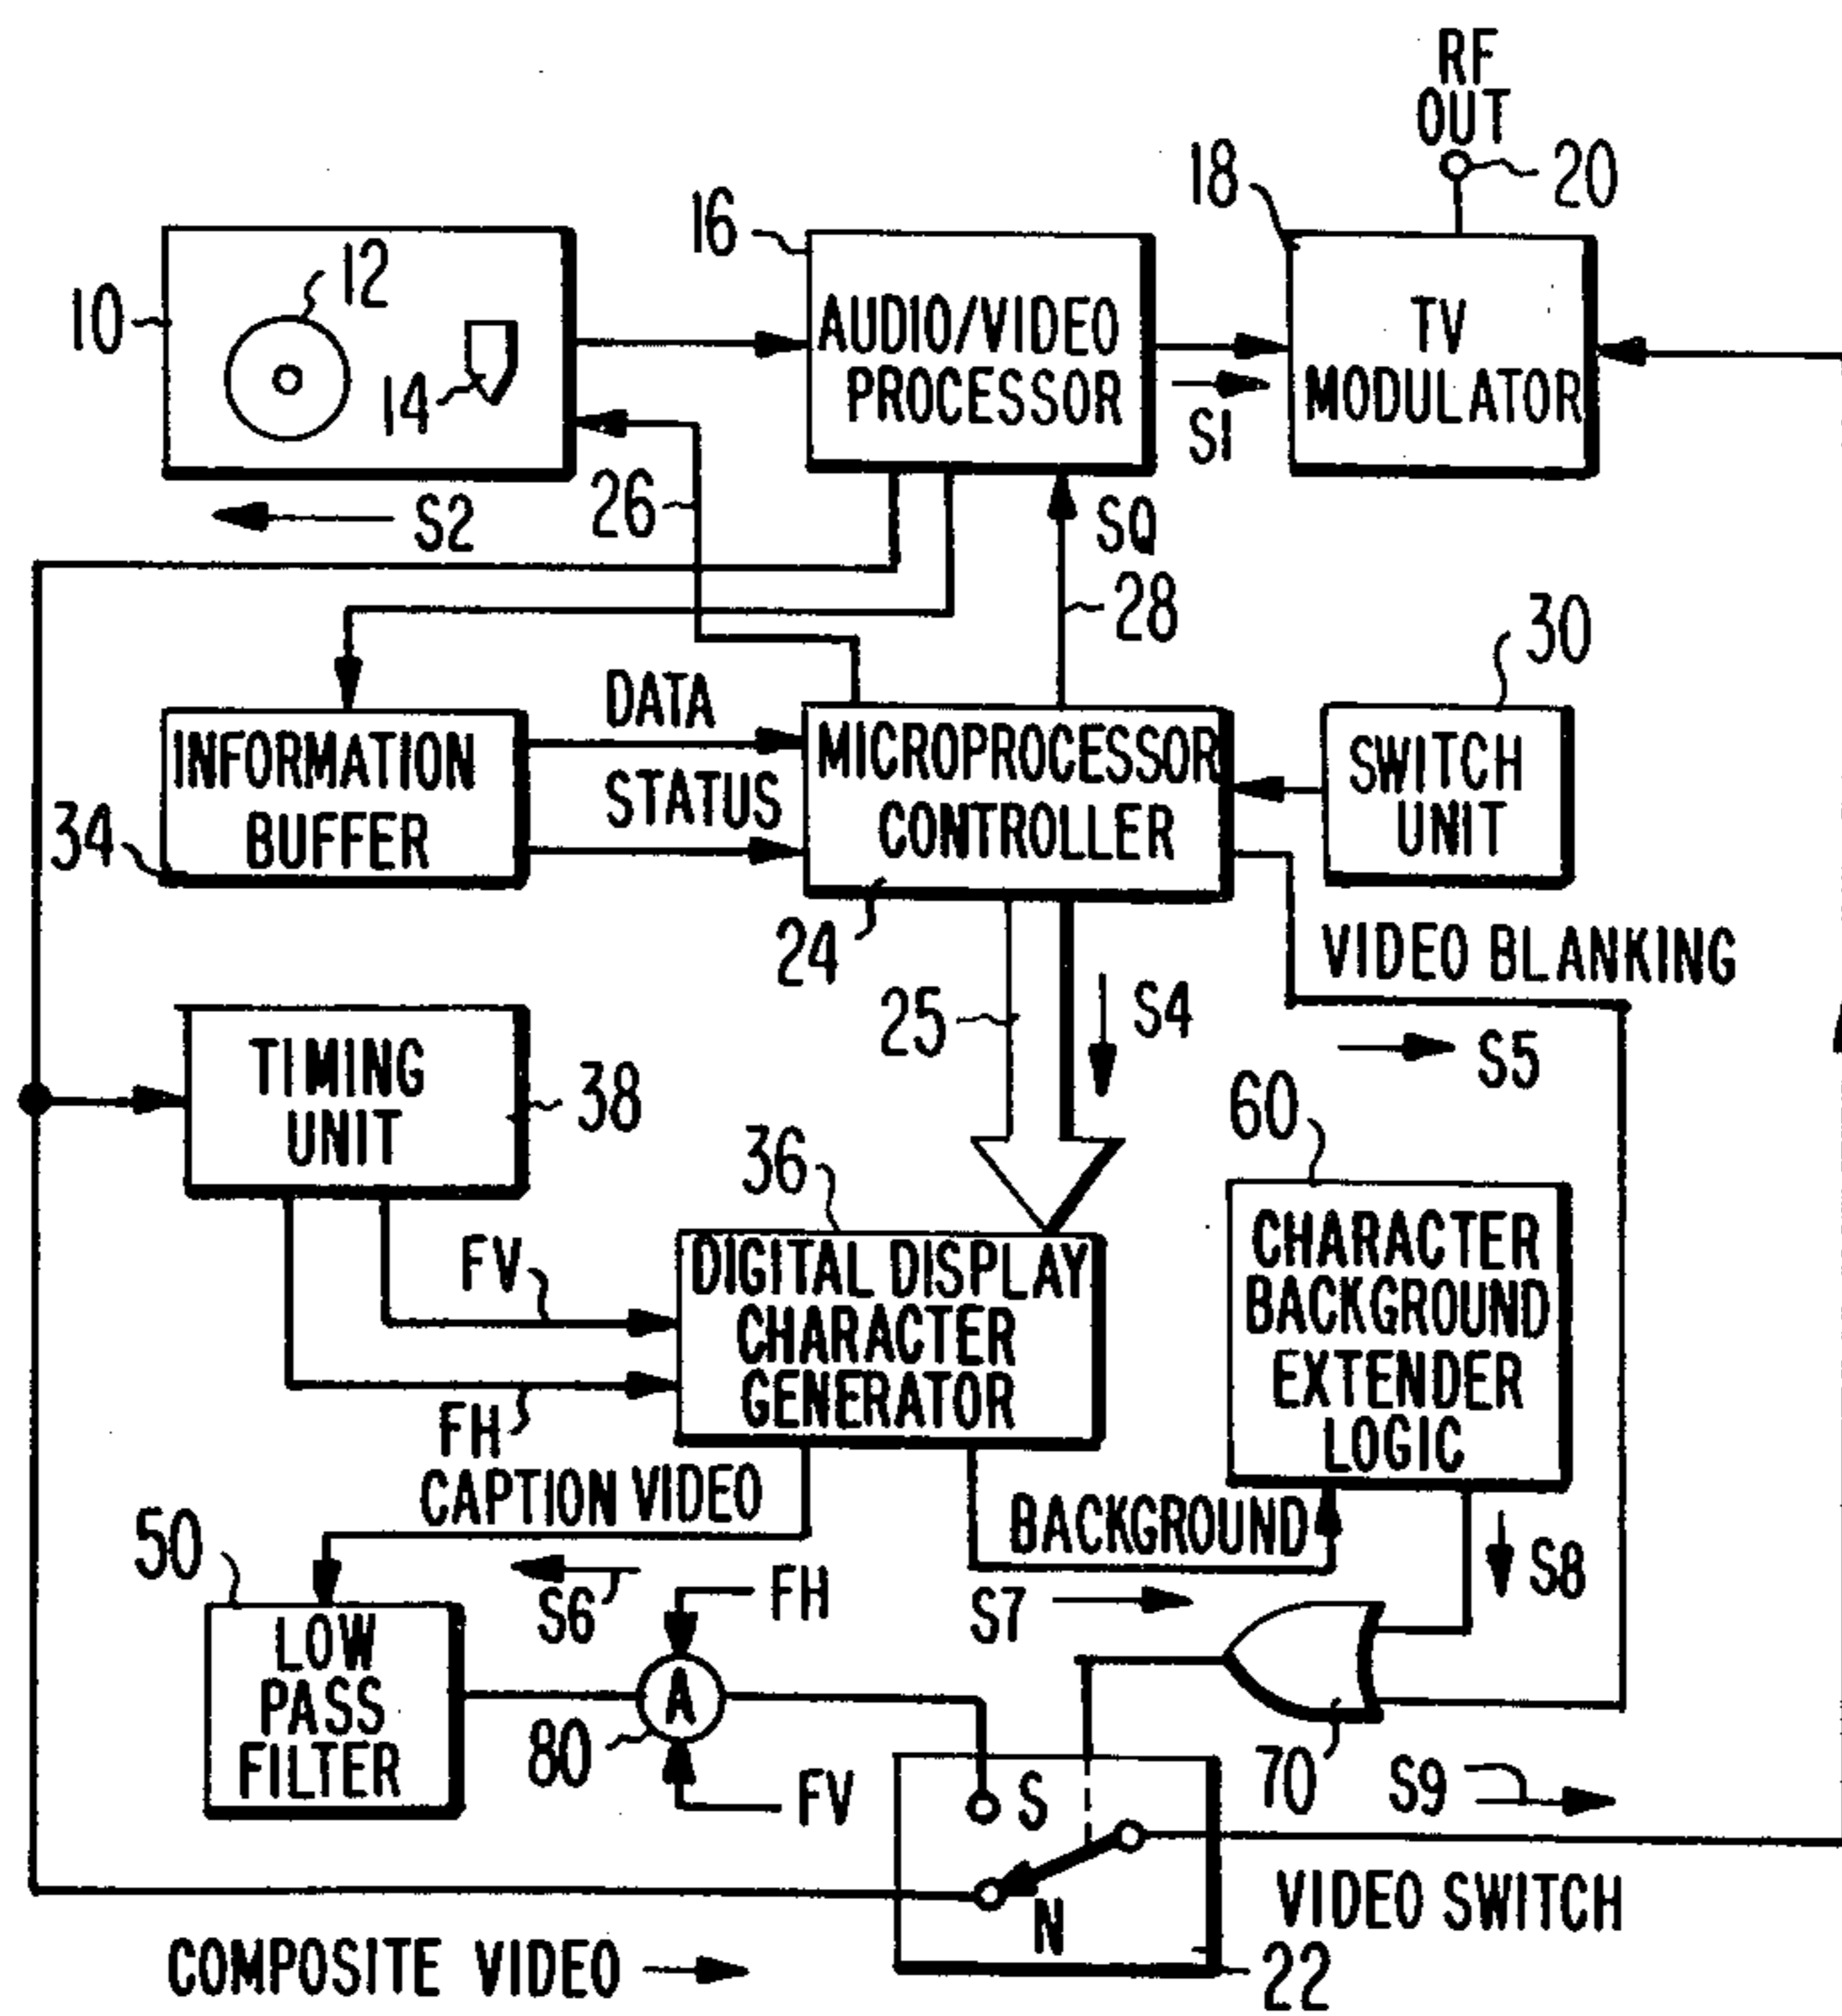 RF
OUT
20
18
16
12
10
14
AUDIO/VIDEO
PROCESSOR
TV
MODULATOR
S1
S2
26
SQ
28
30
DATA
STATUS
INFORMATION
BUFFER
34
MICROPROCESSOR
CONTROLLER
24
SWITCH
UNIT
VIDEO BLANKING
25
S4
S5
TIMING
UNIT
38
36
60
FV
FH
DIGITAL DISPLAY
CHARACTER
GENERATOR
CHARACTER
BACKGROUND
EXTENDER
LOGIC
CAPTION VIDEO
BACKGROUND
50
S6
FH
S7
S8
LOW
PASS
FILTER
A
80
FV
70
S9
S
N
VIDEO SWITCH
22
COMPOSITE VIDEO